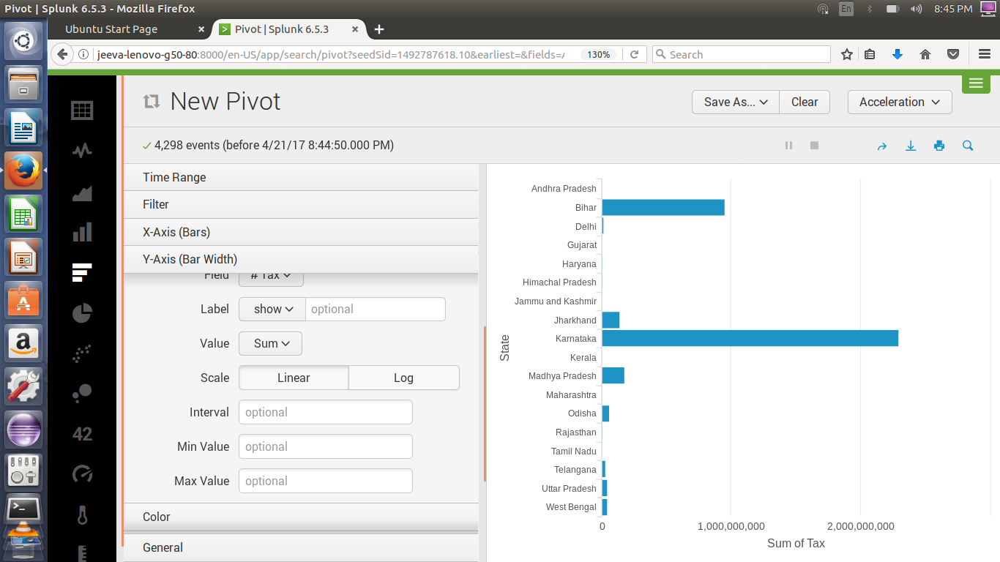 Pivot | Splunk 6.5.3 - Mozilla Firefox
En
8:45 PM
Ubuntu Start Page
Pivot | Splunk 6.5.3
jeeva-lenovo-g50-80:8000/en-US/app/search/pivot?seedSid=1492787618.10&earliest=&fields=
130%
Search
New Pivot
Save As...
Clear
Acceleration
4,298 events (before 4/21/17 8:44:50.000 PM)
Time Range
Filter
X-Axis (Bars)
Y-Axis (Bar Width)
Field
# Tax
Label
show
optional
Value
Sum
Scale
Linear
Log
Interval
optional
Min Value
optional
Max Value
optional
Color
General
42
State
Andhra Pradesh
Bihar
Delhi
Gujarat
Haryana
Himachal Pradesh
Jammu and Kashmir
Jharkhand
Karnataka
Kerala
Madhya Pradesh
Maharashtra
Odisha
Rajasthan
Tamil Nadu
Telangana
Uttar Pradesh
West Bengal
0
1,000,000,000
2,000,000,000
Sum of Tax